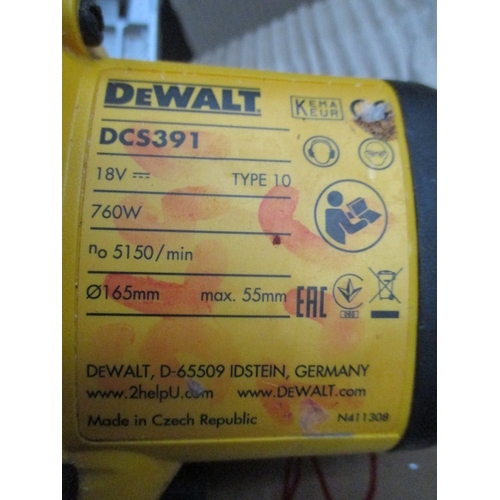 DEWALT
KEMA
KEUR
DCS391
18V TYPE 10
760W
no 5150/min
Ø165mm max. 55mm
EAC
DEWALT, D-65509 IDSTEIN, GERMANY
www.2helpU.com www.DEWALT.com
Made in Czech Republic N411308